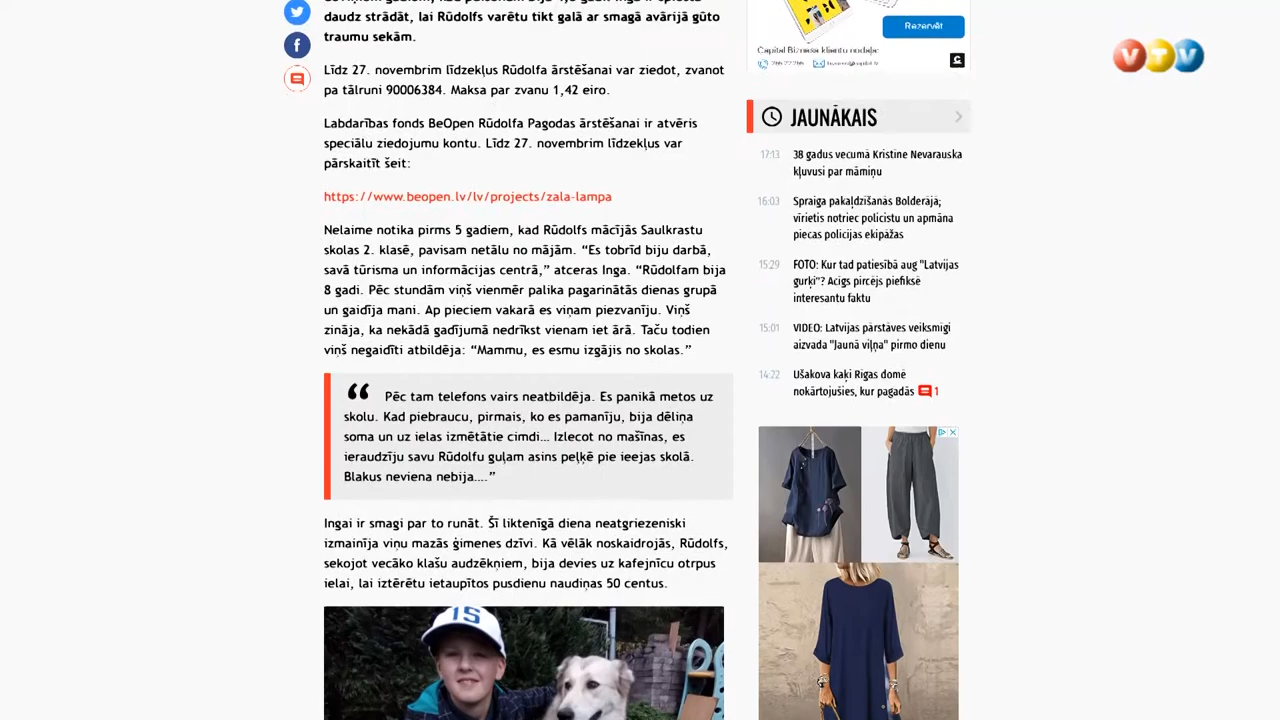 daudz strādāt, lai Rūdolfs varētu tikt galā ar smagā avārijā gūto
traumu sekām.
Līdz 27. novembrim līdzekļus Rūdolfa ārstēšanai var ziedot, zvanot
pa tālruni 90006384. Maksa par zvanu 1,42 eiro.
Labdarības fonds BeOpen Rūdolfa Pagodas ārstēšanai ir atvēris
speciālu ziedojumu kontu. Līdz 27. novembrim līdzekļus var
pārskaitīt šeit:
https://www.beopen.lv/lv/projects/zala-lampa
Nelaime notika pirms 5 gadiem, kad Rūdolfs mācījās Saulkrastu
skolas 2. klasē, pavisam netālu no mājām. “Es tobrīd biju darbā,
savā tūrisma un informācijas centrā,” atceras Inga. “Rūdolfam bija
8 gadi. Pēc stundām viņš vienmēr palika pagarinātās dienas grupā
un gaidīja mani. Ap pieciem vakarā es viņam piezvanīju. Viņš
zināja, ka nekādā gadījumā nedrīkst vienam iet ārā. Taču todien
viņš negaidīti atbildēja: “Mammu, es esmu izgājis no skolas.”
“ Pēc tam telefons vairs neatbildēja. Es panikā metos uz
skolu. Kad piebraucu, pirmais, ko es pamanīju, bija dēliņa
soma un uz ielas izmētātie cimdi... Izlecot no mašīnas, es
ieraudzīju savu Rūdolfu guļam asins peļķē pie ieejas skolā.
Blakus neviena nebija....”
Ingai ir smagi par to runāt. Šī liktenīgā diena neatgriezeniski
izmainīja viņu mazās ģimenes dzīvi. Kā vēlāk noskaidrojās, Rūdolfs,
sekojot vecāko klašu audzēkņiem, bija devies uz kafejnīcu otrpus
ielai, lai iztērētu ietaupītos pusdienu naudiņas 50 centus.
15
Rezervēt
Capital Biznesa klientu nodaļa:
JAUNĀKAIS
17:13 38 gadus vecumā Kristīne Nevarauska
kļuvusi par māmiņu
16:03 Spraiga pakaļdzīšanās Bolderājā;
vīrietis notriec policistu un apmāna
piecas policijas ekipāžas
15:29 FOTO: Kur tad patiesībā aug "Latvijas
gurķi"? Acīgs pircējs piefiksē
interesantu faktu
15:01 VIDEO: Latvijas pārstāves veiksmīgi
aizvada "Jaunā viļņa" pirmo dienu
14:22 Ušakova kaķi Rīgas domē
nokārtojušies, kur pagadās 1
VTV